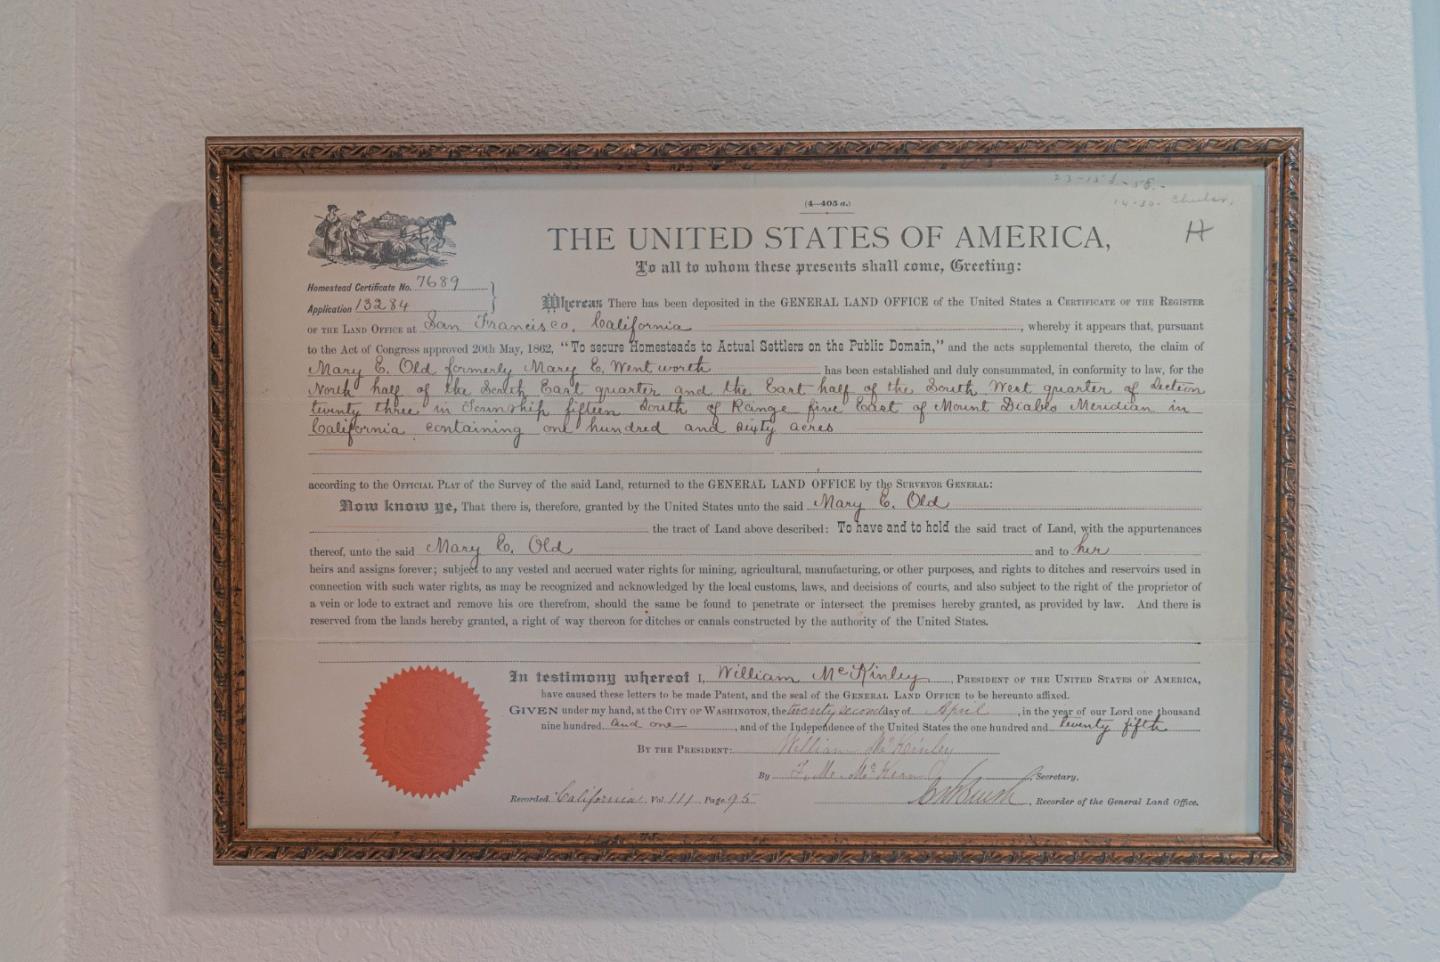 (4—405 a.)
THE UNITED STATES OF AMERICA,
H
To all to whom these presents shall come, Greeting:
Homestead Certificate No. 7689
Application 13284
Whereas There has been deposited in the GENERAL LAND OFFICE of the United States a CERTIFICATE OF THE REGISTER
OF THE LAND OFFICE at San Francisco, California, whereby it appears that, pursuant
to the Act of Congress approved 20th May, 1862, "To secure Homesteads to Actual Settlers on the Public Domain," and the acts supplemental thereto, the claim of
Mary E. Old formerly Mary E. Wentworth has been established and duly consummated, in conformity to law, for the
North half of the South East quarter and the East half of the South West quarter of Section
twenty three in Township fifteen South of Range five East of Mount Diablo Meridian in
California containing one hundred and sixty acres
according to the OFFICIAL PLAT of the Survey of the said Land, returned to the GENERAL LAND OFFICE by the SURVEYOR GENERAL:
Now know ye, That there is, therefore, granted by the United States unto the said Mary E. Old
the tract of Land above described: To have and to hold the said tract of Land, with the appurtenances
thereof, unto the said Mary E. Old and to her
heirs and assigns forever; subject to any vested and accrued water rights for mining, agricultural, manufacturing, or other purposes, and rights to ditches and reservoirs used in
connection with such water rights, as may be recognized and acknowledged by the local customs, laws, and decisions of courts, and also subject to the right of the proprietor of
a vein or lode to extract and remove his ore therefrom, should the same be found to penetrate or intersect the premises hereby granted, as provided by law. And there is
reserved from the lands hereby granted, a right of way thereon for ditches or canals constructed by the authority of the United States.
In testimony whereof I, William McKinley, PRESIDENT OF THE UNITED STATES OF AMERICA,
have caused these letters to be made Patent, and the seal of the GENERAL LAND OFFICE to be hereunto affixed.
GIVEN under my hand, at the CITY OF WASHINGTON, the twenty second day of April, in the year of our Lord one thousand
nine hundred and one, and of the Independence of the United States the one hundred and twenty fifth
BY THE PRESIDENT: William McKinley
By F. M. McKean Secretary.
Recorded California, Vol. 111, Page 95
, Recorder of the General Land Office.